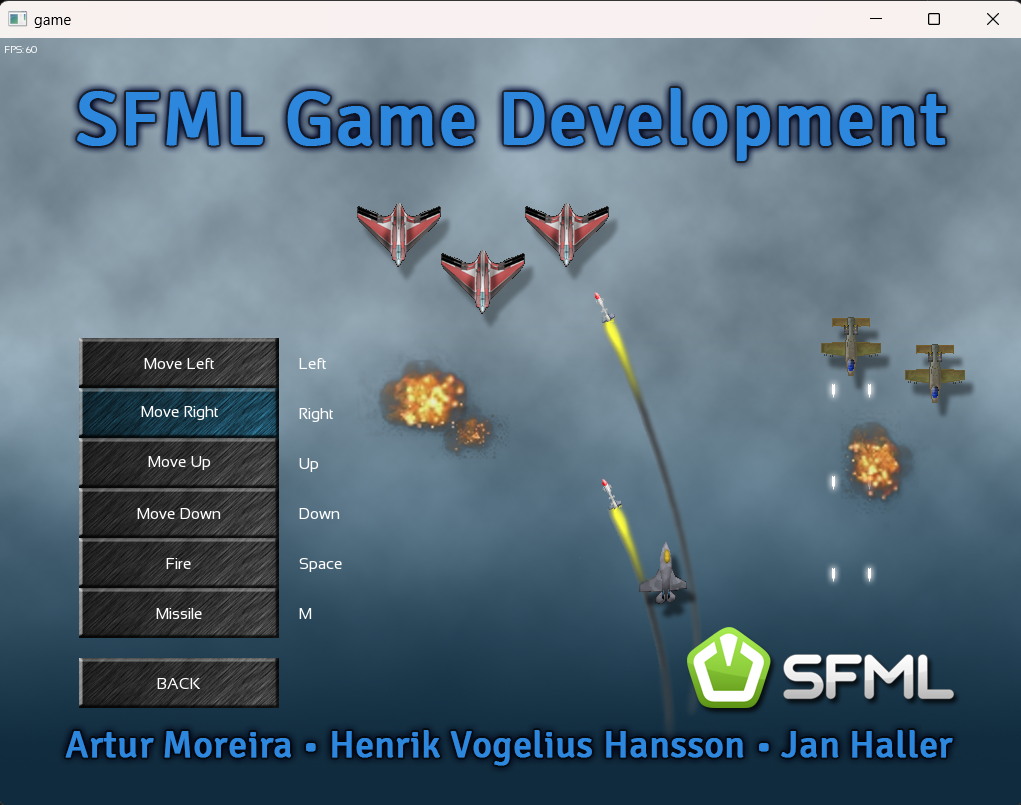 game
FPS: 60
SFML Game Development
Move Left Left
Move Right Right
Move Up Up
Move Down Down
Fire Space
Missile M
BACK
SFML
Artur Moreira • Henrik Vogelius Hansson • Jan Haller